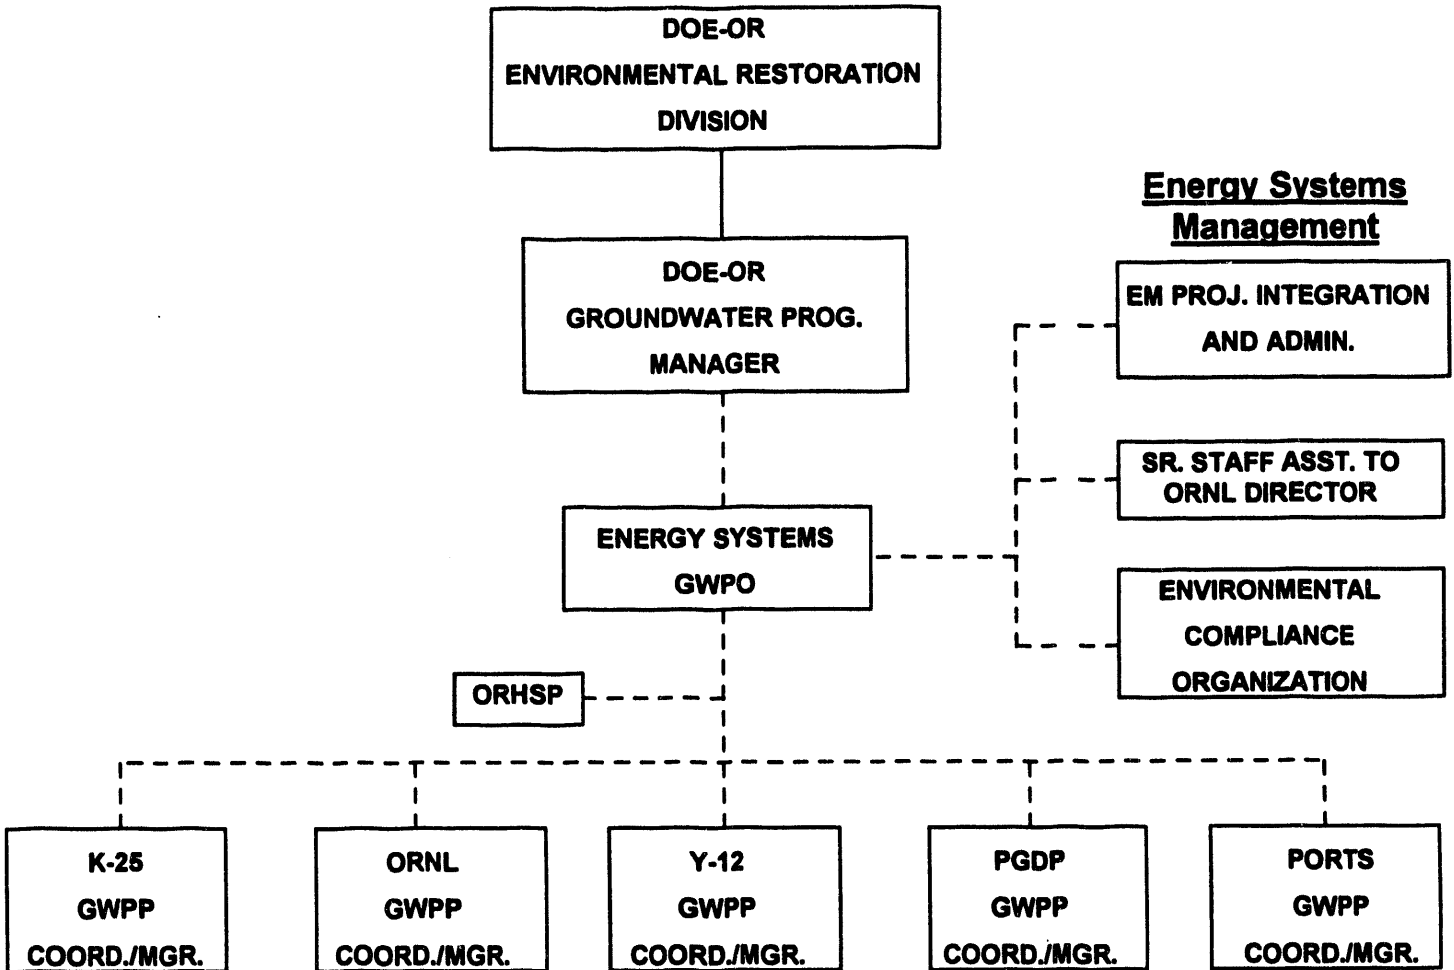 DOE-OR
ENVIRONMENTAL RESTORATION
DIVISION
Energy Systems
Management
DOE-OR
GROUNDWATER PROG.
MANAGER
EM PROJ. INTEGRATION
AND ADMIN.
SR. STAFF ASST. TO
ORNL DIRECTOR
ENERGY SYSTEMS
GWPO
ENVIRONMENTAL
COMPLIANCE
ORGANIZATION
ORHSP
K-25
GWPP
COORD./MGR.
ORNL
GWPP
COORD./MGR.
Y-12
GWPP
COORD./MGR.
PGDP
GWPP
COORD./MGR.
PORTS
GWPP
COORD./MGR.